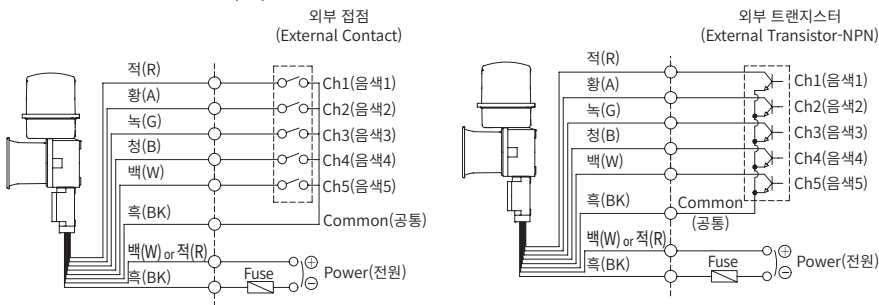 외부 접점
(External Contact)
적(R)
황(A)
녹(G)
청(B)
백(W)
흑(BK)
백(W) or 적(R)
흑(BK)
Ch1(음색1)
Ch2(음색2)
Ch3(음색3)
Ch4(음색4)
Ch5(음색5)
Common(공통)
Fuse
Power(전원)
외부 트랜지스터
(External Transistor-NPN)
적(R)
황(A)
녹(G)
청(B)
백(W)
흑(BK)
백(W) or 적(R)
흑(BK)
Ch1(음색1)
Ch2(음색2)
Ch3(음색3)
Ch4(음색4)
Ch5(음색5)
Common
(공통)
Fuse
Power(전원)